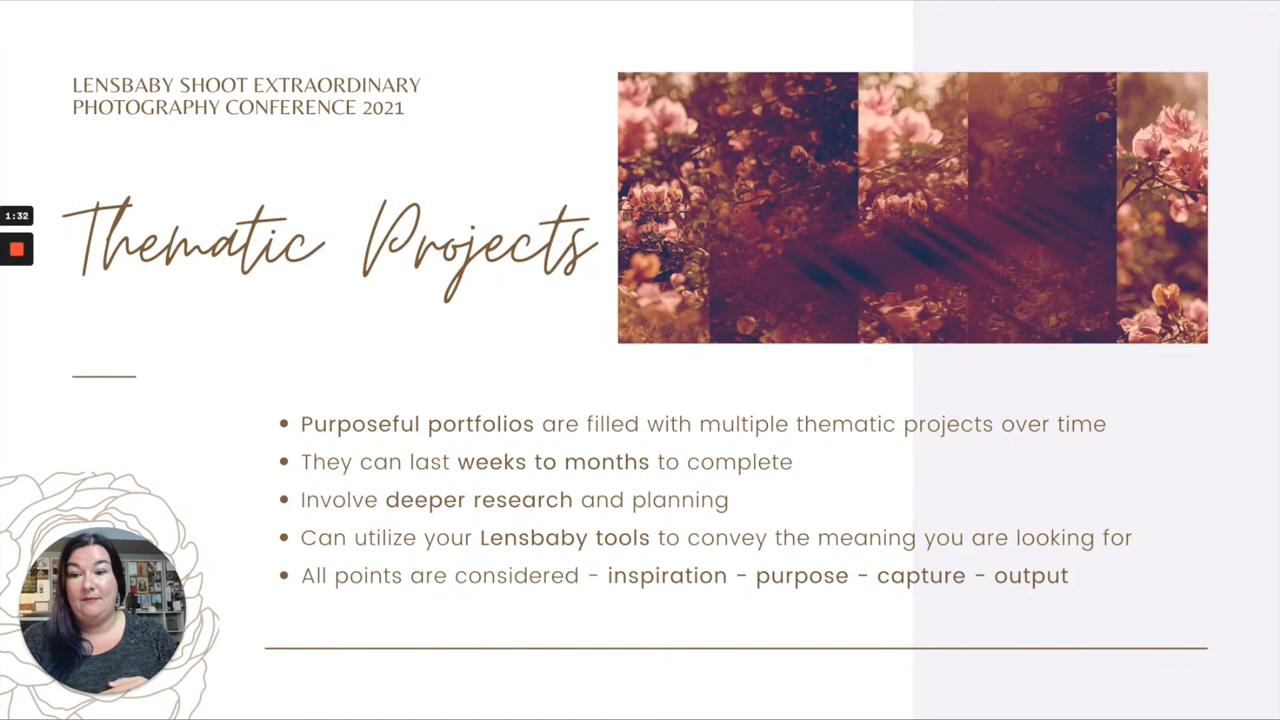 LENSBABY SHOOT EXTRAORDINARY
PHOTOGRAPHY CONFERENCE 2021
1:32
Thematic Projects
• Purposeful portfolios are filled with multiple thematic projects over time
• They can last weeks to months to complete
• Involve deeper research and planning
• Can utilize your Lensbaby tools to convey the meaning you are looking for
• All points are considered - inspiration - purpose - capture - output